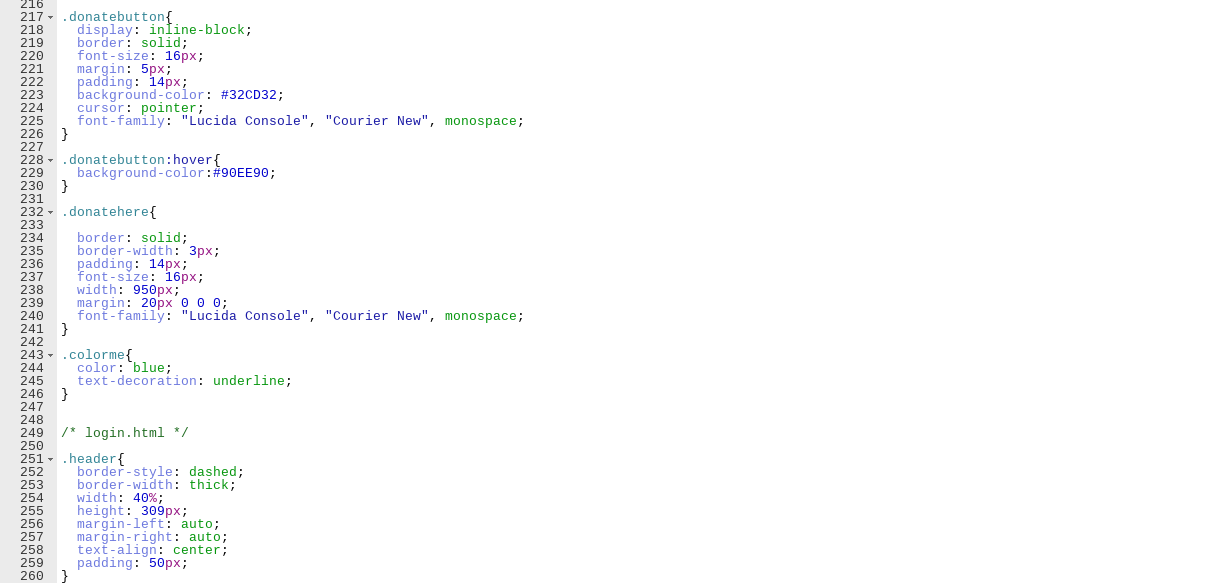 216
217 .donatebutton{
218   display: inline-block;
219   border: solid;
220   font-size: 16px;
221   margin: 5px;
222   padding: 14px;
223   background-color: #32CD32;
224   cursor: pointer;
225   font-family: "Lucida Console", "Courier New", monospace;
226 }
227
228 .donatebutton:hover{
229   background-color:#90EE90;
230 }
231
232 .donatehere{
233
234   border: solid;
235   border-width: 3px;
236   padding: 14px;
237   font-size: 16px;
238   width: 950px;
239   margin: 20px 0 0 0;
240   font-family: "Lucida Console", "Courier New", monospace;
241 }
242
243 .colorme{
244   color: blue;
245   text-decoration: underline;
246 }
247
248
249 /* login.html */
250
251 .header{
252   border-style: dashed;
253   border-width: thick;
254   width: 40%;
255   height: 309px;
256   margin-left: auto;
257   margin-right: auto;
258   text-align: center;
259   padding: 50px;
260 }